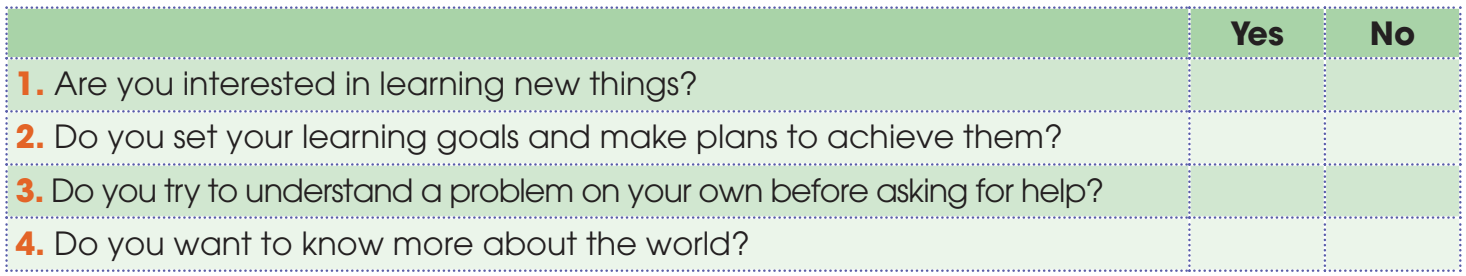 Yes No
1. Are you interested in learning new things?
2. Do you set your learning goals and make plans to achieve them?
3. Do you try to understand a problem on your own before asking for help?
4. Do you want to know more about the world?